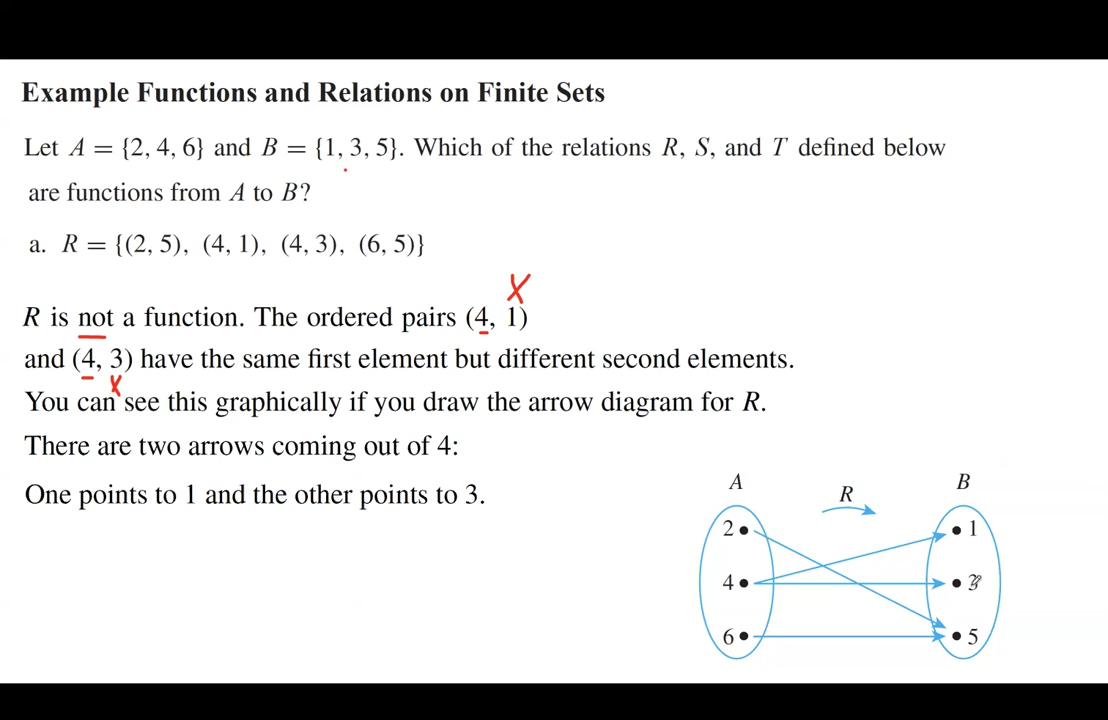 Example Functions and Relations on Finite Sets
Let A = {2, 4, 6} and B = {1, 3, 5}. Which of the relations R, S, and T defined below
are functions from A to B?
a. R = {(2, 5), (4, 1), (4, 3), (6, 5)}
X
R is not a function. The ordered pairs (4, 1)
and (4, 3) have the same first element but different second elements.
x
You can see this graphically if you draw the arrow diagram for R.
There are two arrows coming out of 4:
One points to 1 and the other points to 3.
A R B
2 1
4 3
6 5